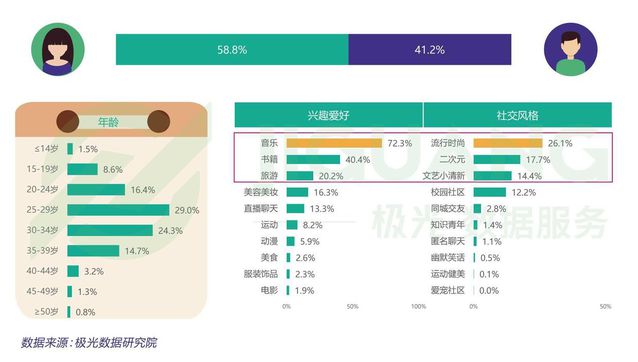 58.8% 41.2%
年龄
≤14岁 1.5%
15-19岁 8.6%
20-24岁 16.4%
25-29岁 29.0%
30-34岁 24.3%
35-39岁 14.7%
40-44岁 3.2%
45-49岁 1.3%
≥50岁 0.8%
兴趣爱好 社交风格
音乐 72.3% 流行时尚 26.1%
书籍 40.4% 二次元 17.7%
旅游 20.2% 文艺小清新 14.4%
美容美妆 16.3% 校园社区 12.2%
直播聊天 13.3% 同城交友 2.8%
运动 8.2% 知识青年 1.4%
动漫 5.9% 匿名聊天 1.1%
美食 2.6% 幽默笑话 0.5%
服装饰品 2.3% 运动健美 0.1%
电影 1.9% 爱宠社区 0.0%
0% 50% 100% 0% 50%
极光 数据服务
数据来源：极光数据研究院